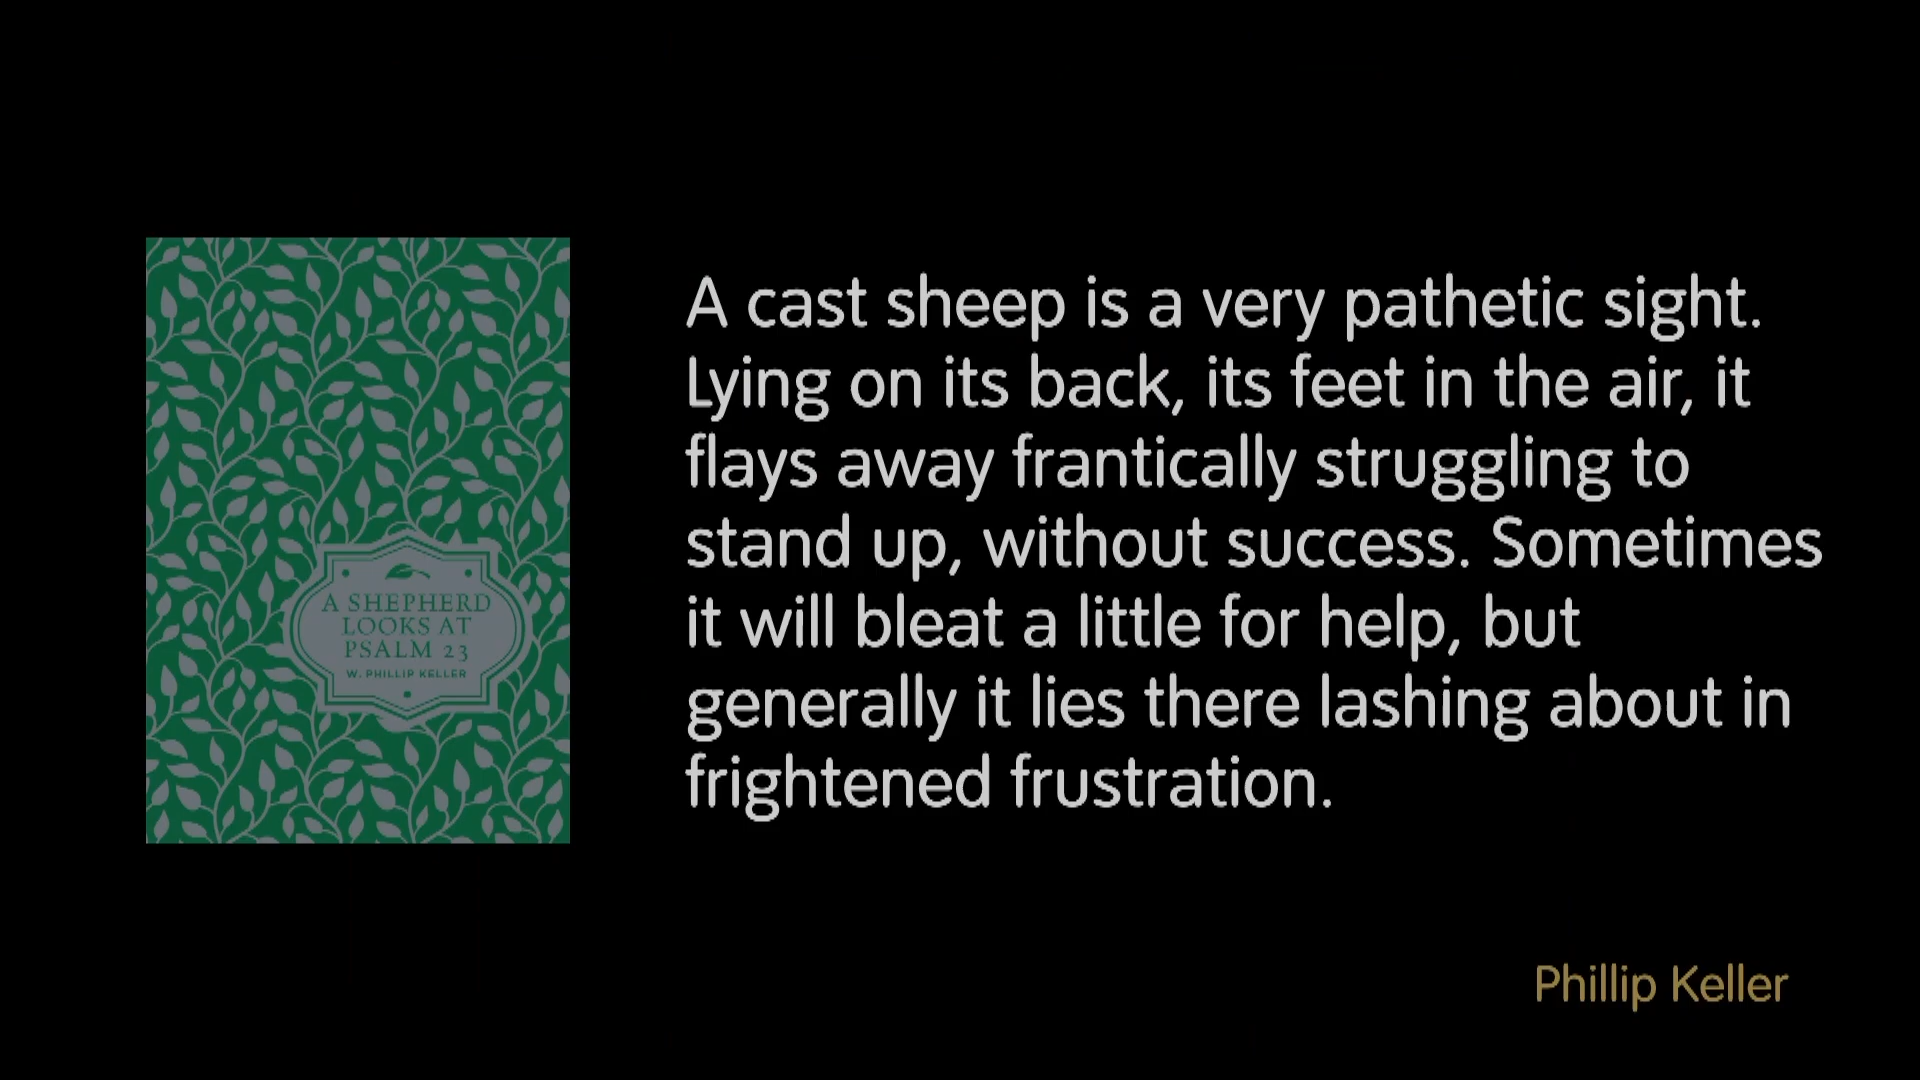 A SHEPHERD
LOOKS AT
PSALM 23
W. PHILLIP KELLER
A cast sheep is a very pathetic sight.
Lying on its back, its feet in the air, it
flays away frantically struggling to
stand up, without success. Sometimes
it will bleat a little for help, but
generally it lies there lashing about in
frightened frustration.
Phillip Keller